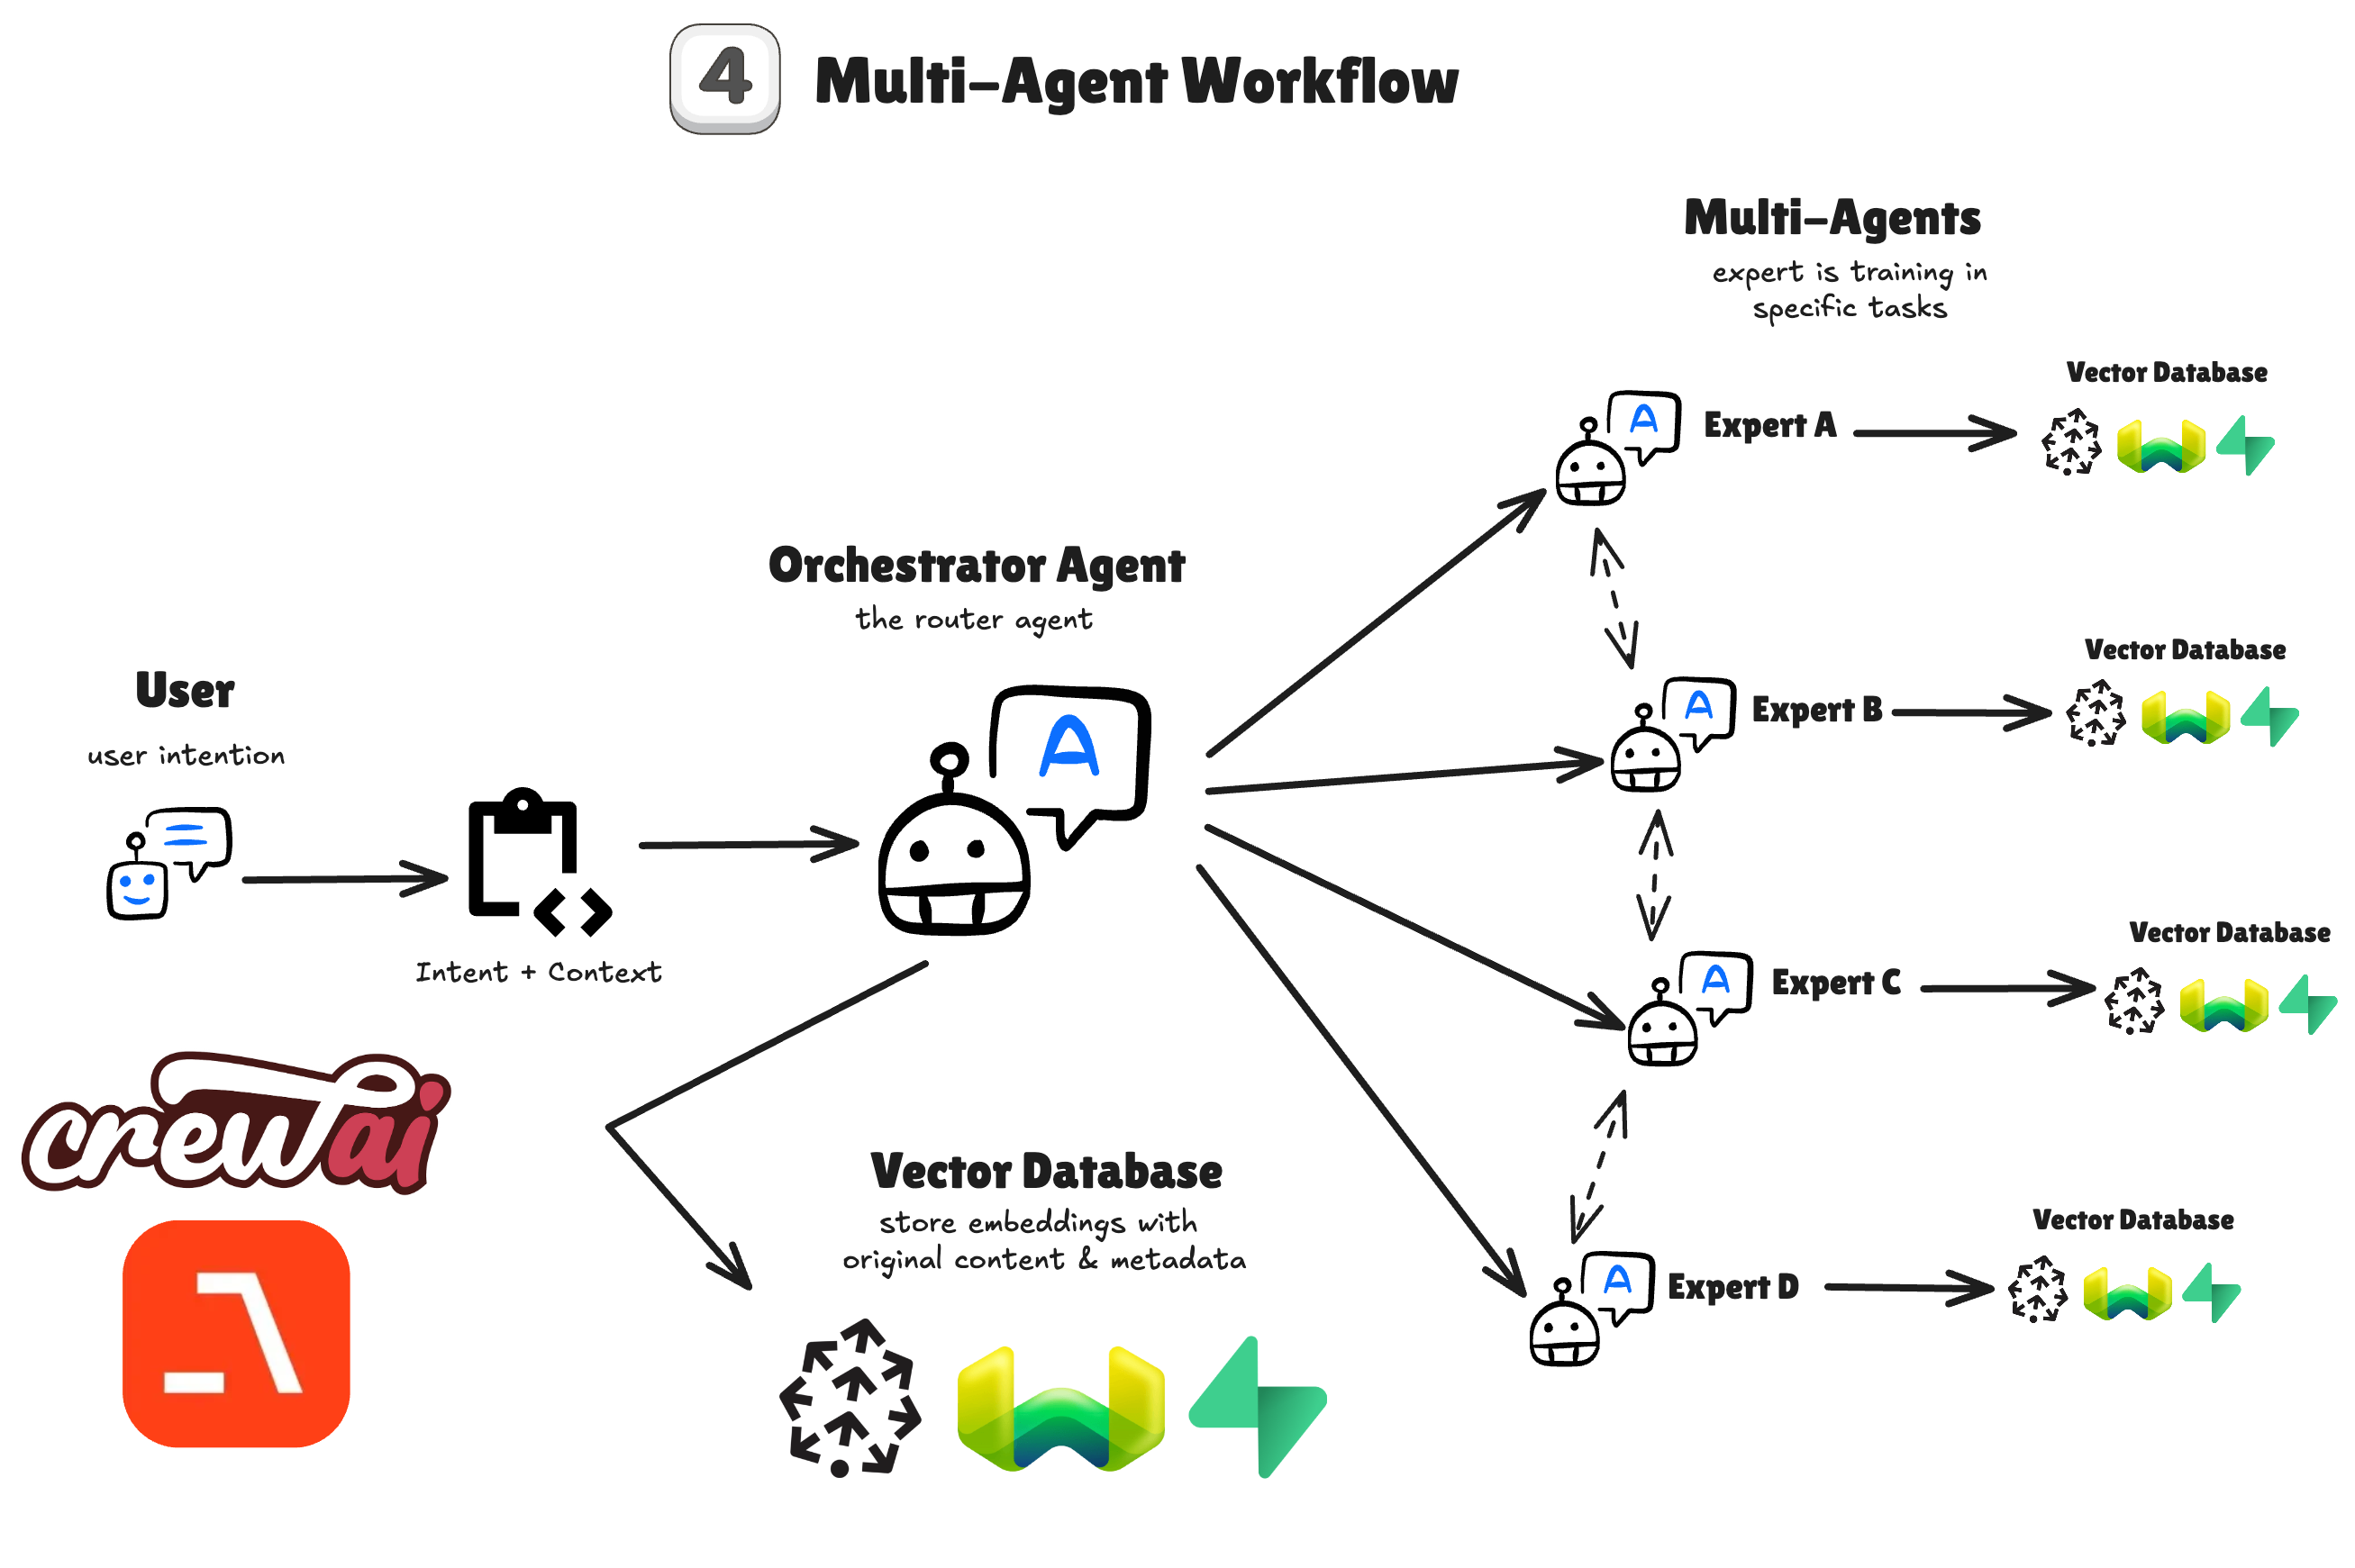 4 Multi-Agent Workflow
Multi-Agents
expert is training in
specific tasks
Vector Database
A
Expert A
Orchestrator Agent
the router agent
Vector Database
A
Expert B
User
user intention
A
Intent + Context
Vector Database
A
Expert C
crewai
Vector Database
store embeddings with
original content & metadata
Vector Database
A
Expert D